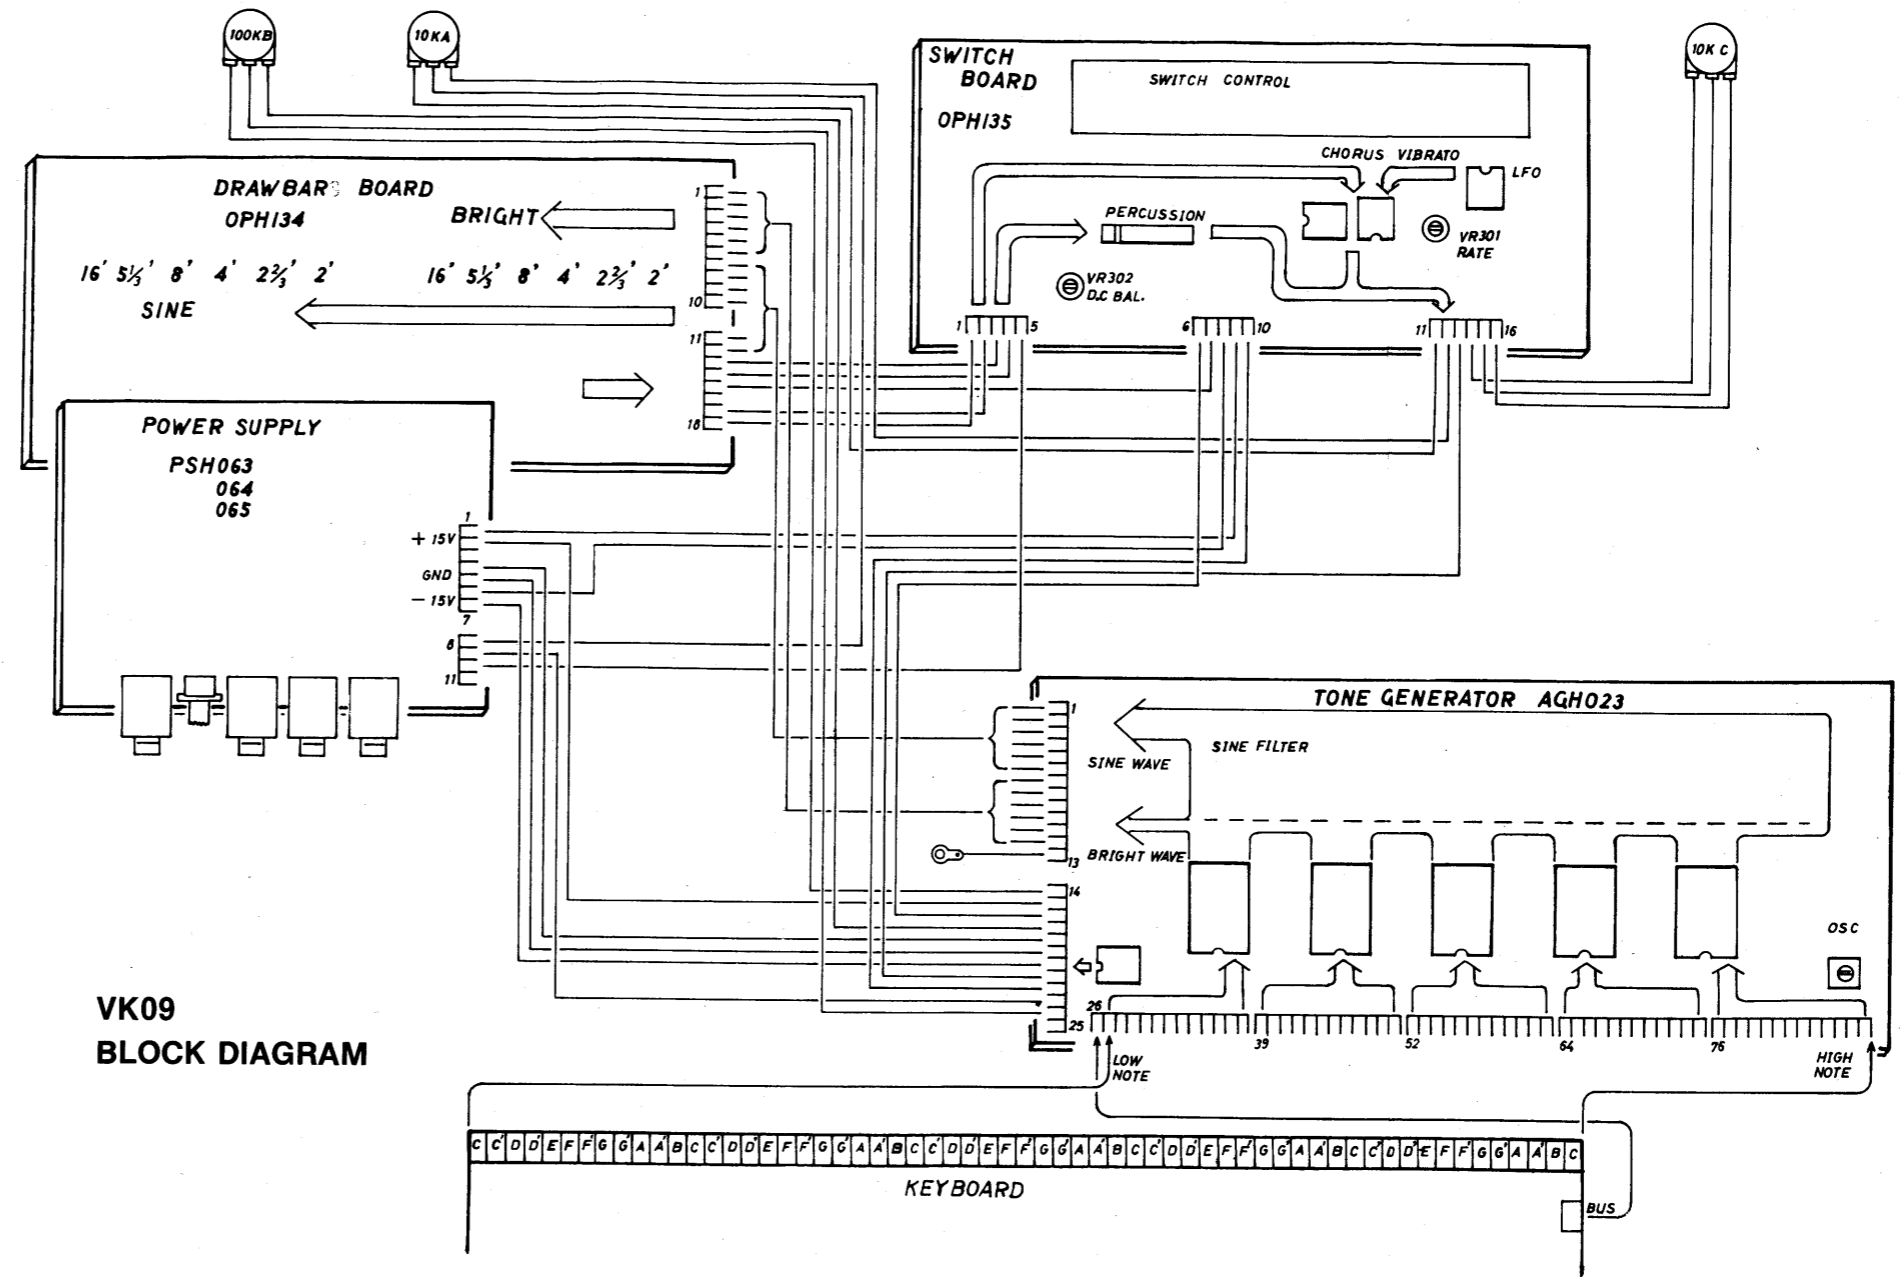 100KB
10KA
10K C
SWITCH
BOARD
OPH135
SWITCH CONTROL
CHORUS VIBRATO
LFO
PERCUSSION
VR301
RATE
VR302
D.C BAL.
1
5
6
10
11
16
DRAWBARS BOARD
OPH134
BRIGHT
16' 5⅓' 8' 4' 2⅔' 2'
16' 5⅓' 8' 4' 2⅔' 2'
SINE
1
10
11
18
POWER SUPPLY
PSH063
064
065
1
+ 15V
GND
- 15V
7
8
11
TONE GENERATOR AGH023
1
SINE WAVE
SINE FILTER
BRIGHT WAVE
13
14
OSC
26
25
39
52
64
76
LOW
NOTE
HIGH
NOTE
VK09
BLOCK DIAGRAM
C C' D D' E F F' G G' A A' B C C' D D' E F F' G G' A A' B C C' D D' E F F' G G' A A' B C C' D D' E F F' G G' A A' B C C' D D' E F F' G G' A A' B C
KEYBOARD
BUS